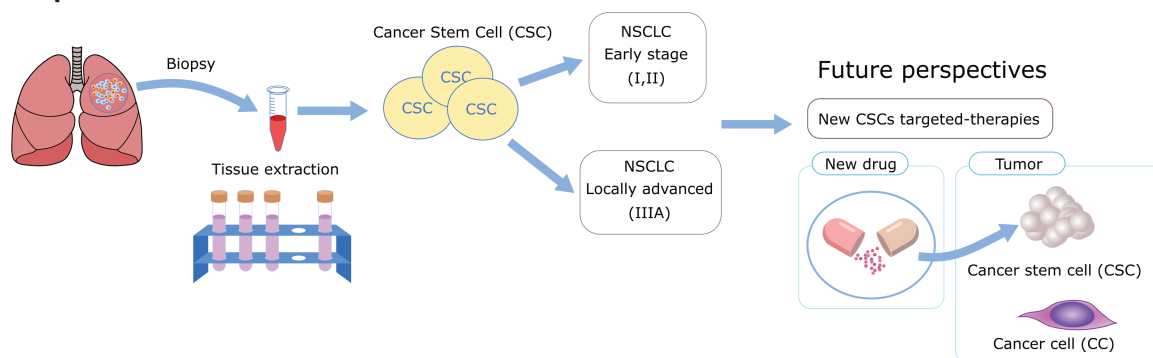 Biopsy
Tissue extraction
Cancer Stem Cell (CSC)
CSC
CSC
CSC
NSCLC
Early stage
(I,II)
NSCLC
Locally advanced
(IIIA)
Future perspectives
New CSCs targeted-therapies
New drug
Tumor
Cancer stem cell (CSC)
Cancer cell (CC)